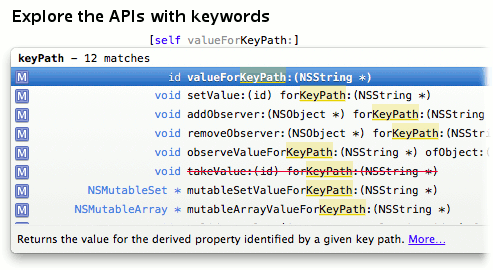 Explore the APIs with keywords
[self valueForKeyPath:]
keyPath – 12 matches
M id valueForKeyPath:(NSString *)
M void setValue:(id) forKeyPath:(NSString *)
M void addObserver:(NSObject *) forKeyPath:(NSString
M void removeObserver:(NSObject *) forKeyPath:(NSStr
M void observeValueForKeyPath:(NSString *) ofObject:(
M void takeValue:(id) forKeyPath:(NSString *)
M NSMutableSet * mutableSetValueForKeyPath:(NSString *)
M NSMutableArray * mutableArrayValueForKeyPath:(NSString *)
Returns the value for the derived property identified by a given key path. More...